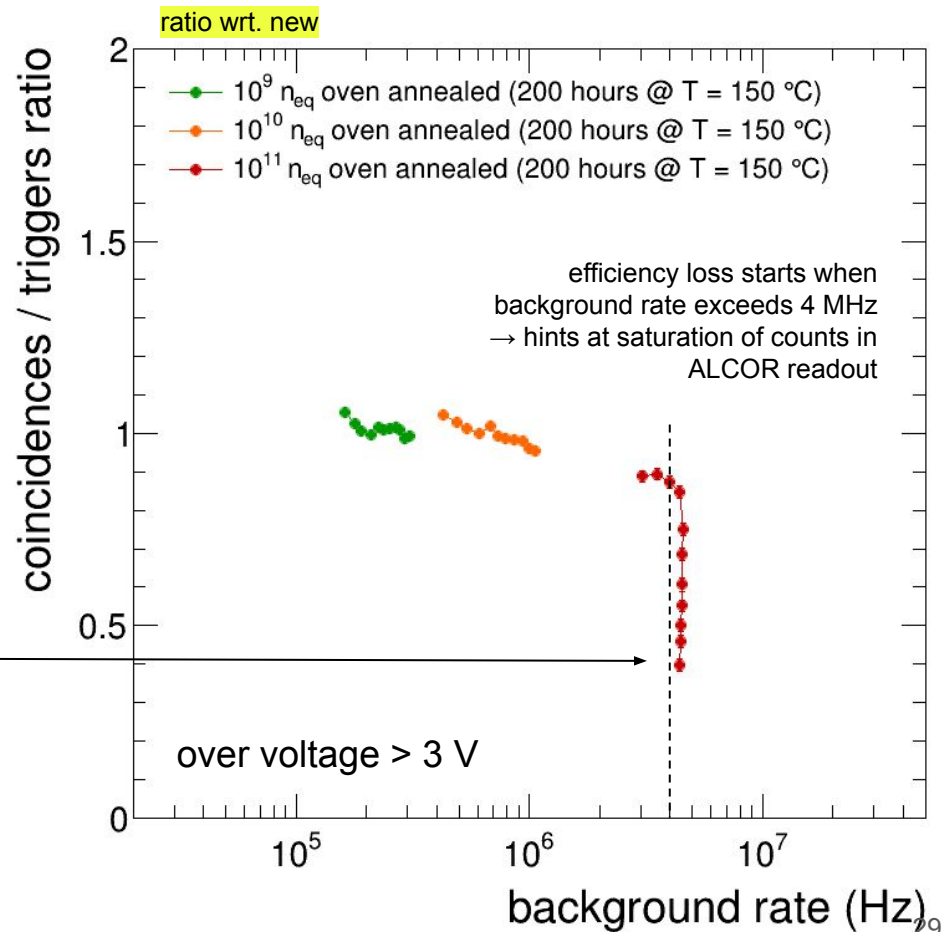 ratio wrt. new
coincidences / triggers ratio
2
1.5
1
0.5
0
10⁹ n_eq oven annealed (200 hours @ T = 150 °C)
10¹⁰ n_eq oven annealed (200 hours @ T = 150 °C)
10¹¹ n_eq oven annealed (200 hours @ T = 150 °C)
efficiency loss starts when
background rate exceeds 4 MHz
→ hints at saturation of counts in
ALCOR readout
over voltage > 3 V
10⁵ 10⁶ 10⁷
background rate (Hz)
29